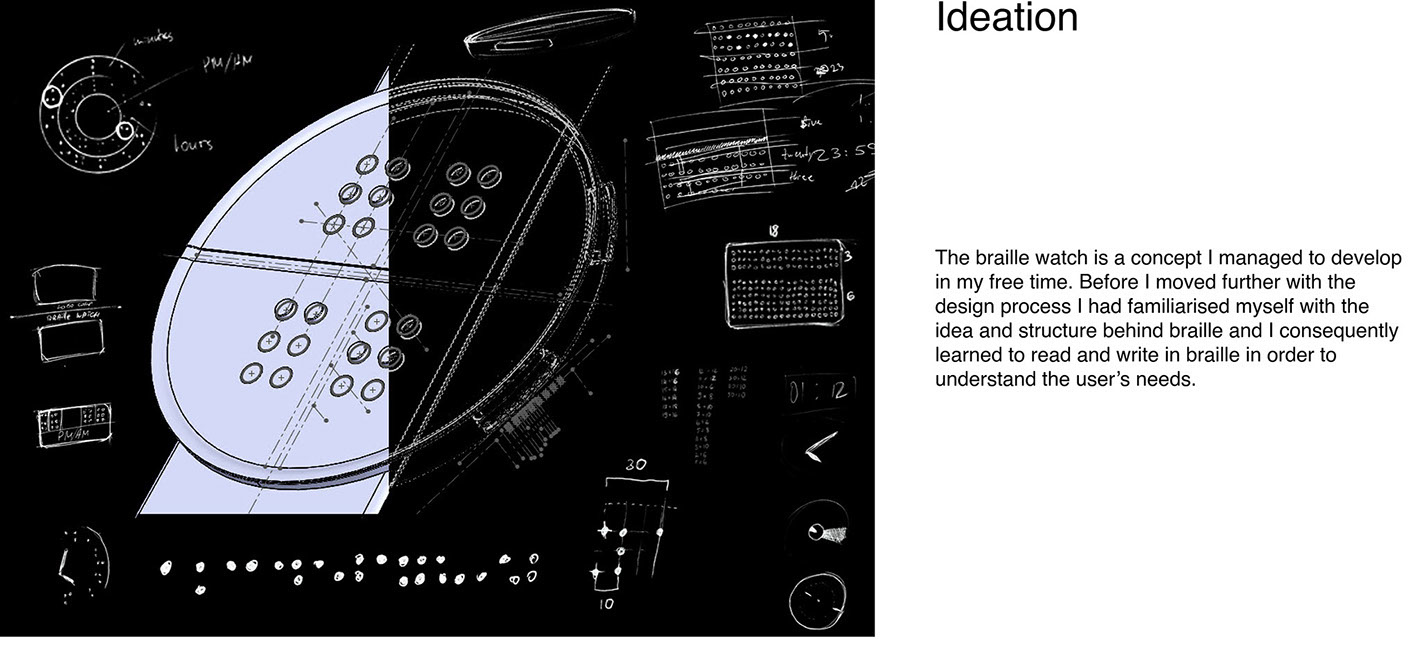 Ideation
The braille watch is a concept I managed to develop
in my free time. Before I moved further with the
design process I had familiarised myself with the
idea and structure behind braille and I consequently
learned to read and write in braille in order to
understand the user’s needs.
minutes
PM/AM
hours
five
twenty
23:59
three
18
3
6
BRAILLE WATCH
PM/AM
01:12
30
10